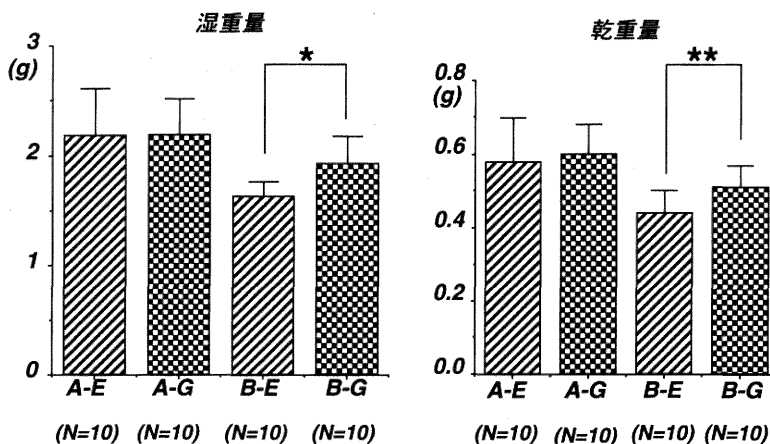 湿重量
3
(g)
2
1
0
*
A-E A-G B-E B-G
(N=10) (N=10) (N=10) (N=10)
乾重量
0.8
(g)
0.6
0.4
0.2
0.0
**
A-E A-G B-E B-G
(N=10) (N=10) (N=10) (N=10)